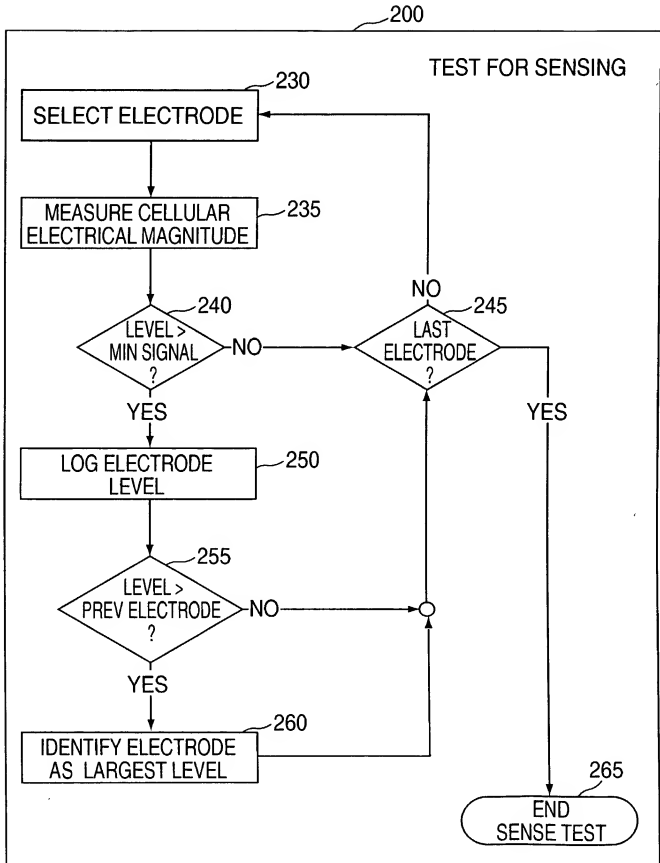 200
TEST FOR SENSING
230
SELECT ELECTRODE
MEASURE CELLULAR
ELECTRICAL MAGNITUDE
235
240
LEVEL >
MIN SIGNAL
?
NO
YES
NO
245
LAST
ELECTRODE
?
YES
LOG ELECTRODE
LEVEL
250
255
LEVEL >
PREV ELECTRODE
?
NO
YES
260
IDENTIFY ELECTRODE
AS LARGEST LEVEL
265
END
SENSE TEST